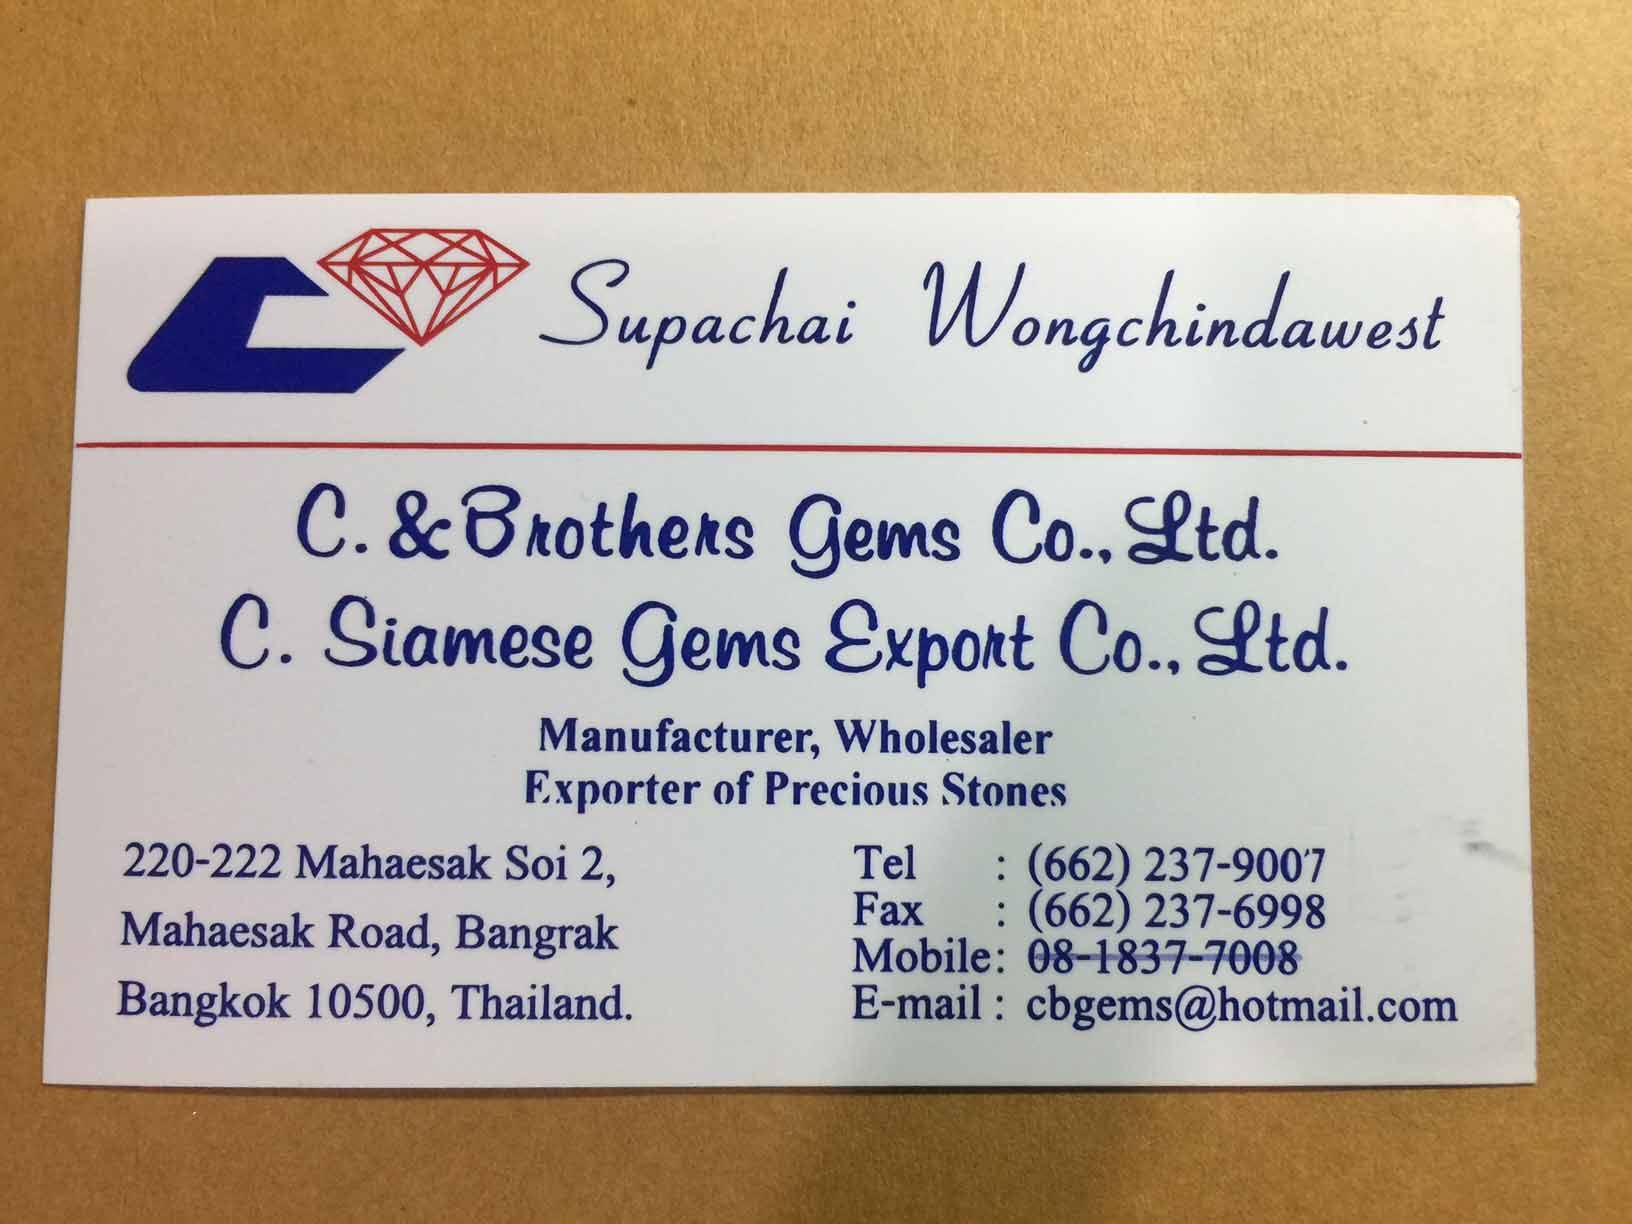 Supachai Wongchindawest
C. & Brothers Gems Co., Ltd.
C. Siamese Gems Export Co., Ltd.
Manufacturer, Wholesaler
Exporter of Precious Stones
220-222 Mahaesak Soi 2,
Mahaesak Road, Bangrak
Bangkok 10500, Thailand.
Tel : (662) 237-9007
Fax : (662) 237-6998
Mobile : 08-1837-7008
E-mail : cbgems@hotmail.com